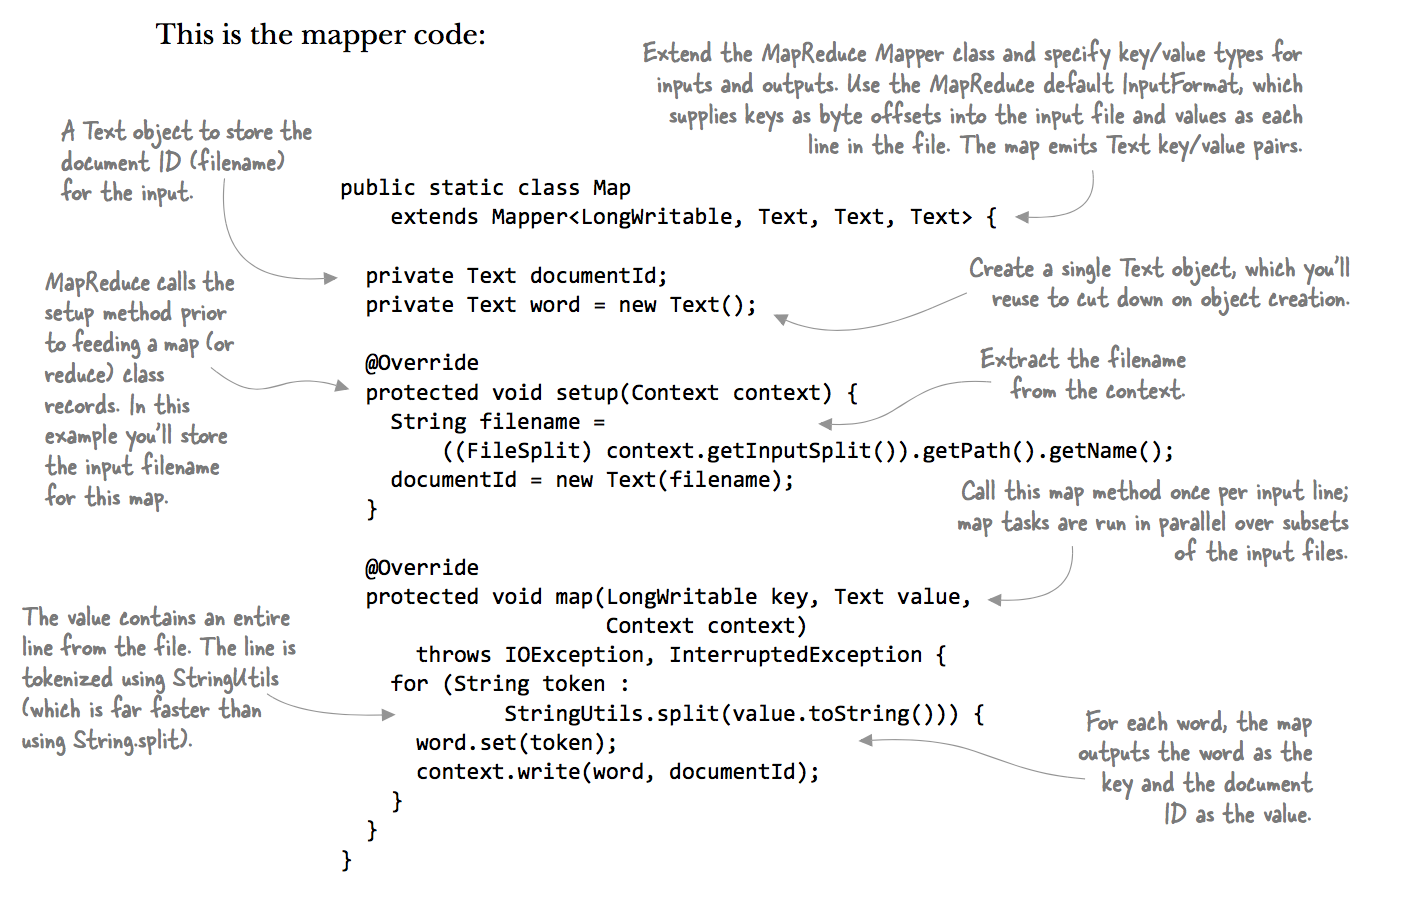 This is the mapper code:
Extend the MapReduce Mapper class and specify key/value types for
inputs and outputs. Use the MapReduce default InputFormat, which
supplies keys as byte offsets into the input file and values as each
line in the file. The map emits Text key/value pairs.
A Text object to store the
document ID (filename)
for the input.
public static class Map
extends Mapper<LongWritable, Text, Text, Text> {
private Text documentId;
private Text word = new Text();
Create a single Text object, which you'll
reuse to cut down on object creation.
MapReduce calls the
setup method prior
to feeding a map (or
reduce) class
records. In this
example you'll store
the input filename
for this map.
@Override
protected void setup(Context context) {
String filename =
((FileSplit) context.getInputSplit()).getPath().getName();
documentId = new Text(filename);
}
Extract the filename
from the context.
Call this map method once per input line;
map tasks are run in parallel over subsets
of the input files.
@Override
protected void map(LongWritable key, Text value,
Context context)
throws IOException, InterruptedException {
for (String token :
StringUtils.split(value.toString())) {
word.set(token);
context.write(word, documentId);
}
}
}
The value contains an entire
line from the file. The line is
tokenized using StringUtils
(which is far faster than
using String.split).
For each word, the map
outputs the word as the
key and the document
ID as the value.